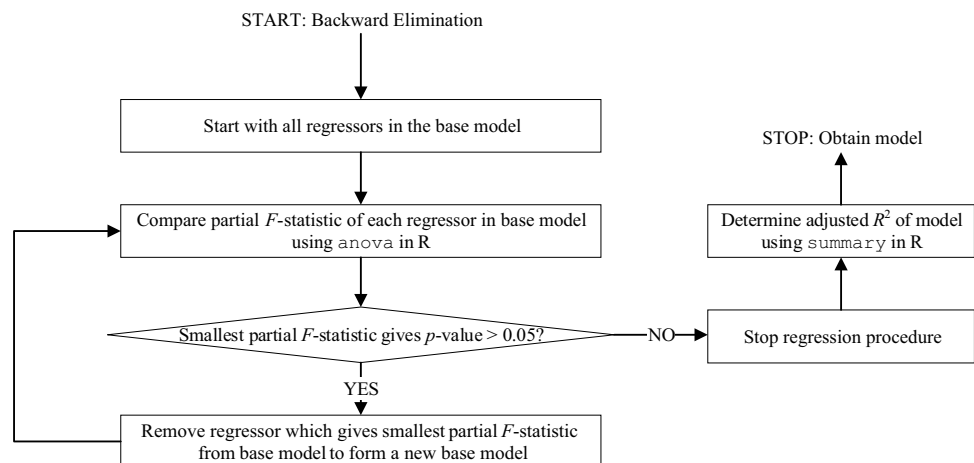 START: Backward Elimination
Start with all regressors in the base model
Compare partial F-statistic of each regressor in base model
using anova in R
Smallest partial F-statistic gives p-value > 0.05?
YES
Remove regressor which gives smallest partial F-statistic
from base model to form a new base model
NO
Stop regression procedure
Determine adjusted R² of model
using summary in R
STOP: Obtain model